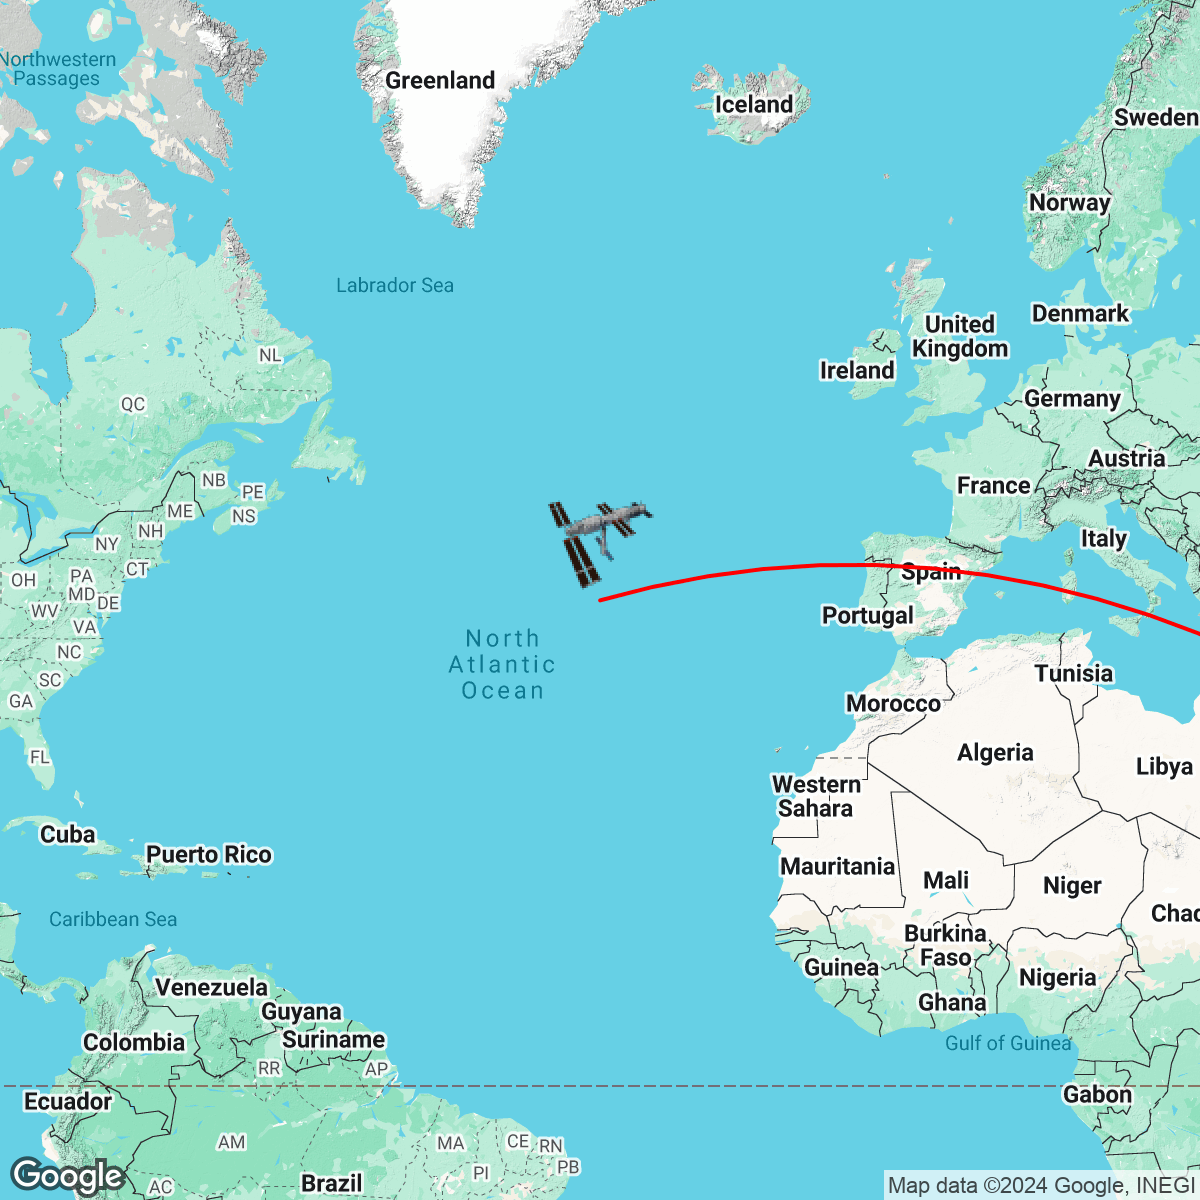 Northwestern
Passages
Greenland
Iceland
Sweden
Norway
Labrador Sea
Denmark
United
Kingdom
Ireland
NL
QC
Germany
Austria
France
NB
PE
ME
NS
NH
NY
CT
Italy
OH
PA
MD
DE
WV
VA
Spain
Portugal
NC
SC
GA
North
Atlantic
Ocean
Tunisia
Morocco
FL
Algeria
Libya
Western
Sahara
Cuba
Puerto Rico
Mauritania
Mali
Niger
Caribbean Sea
Chad
Burkina
Faso
Guinea
Nigeria
Ghana
Venezuela
Guyana
Suriname
Colombia
Gulf of Guinea
RR
AP
Ecuador
Gabon
AM
MA
CE
RN
PI
PB
AC
Brazil
Google
Map data ©2024 Google, INEGI